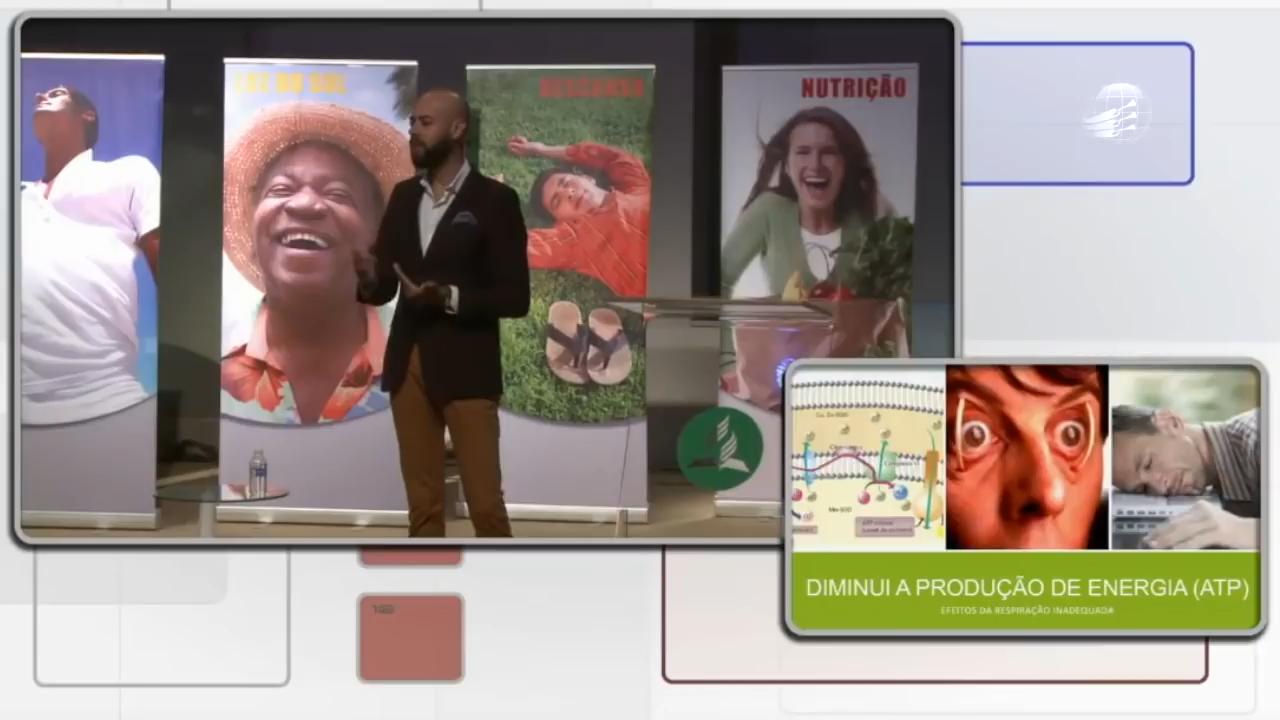 LUZ DO SOL
DESCANSO
NUTRIÇÃO
DIMINUI A PRODUÇÃO DE ENERGIA (ATP)
EFEITOS DA RESPIRAÇÃO INADEQUADA